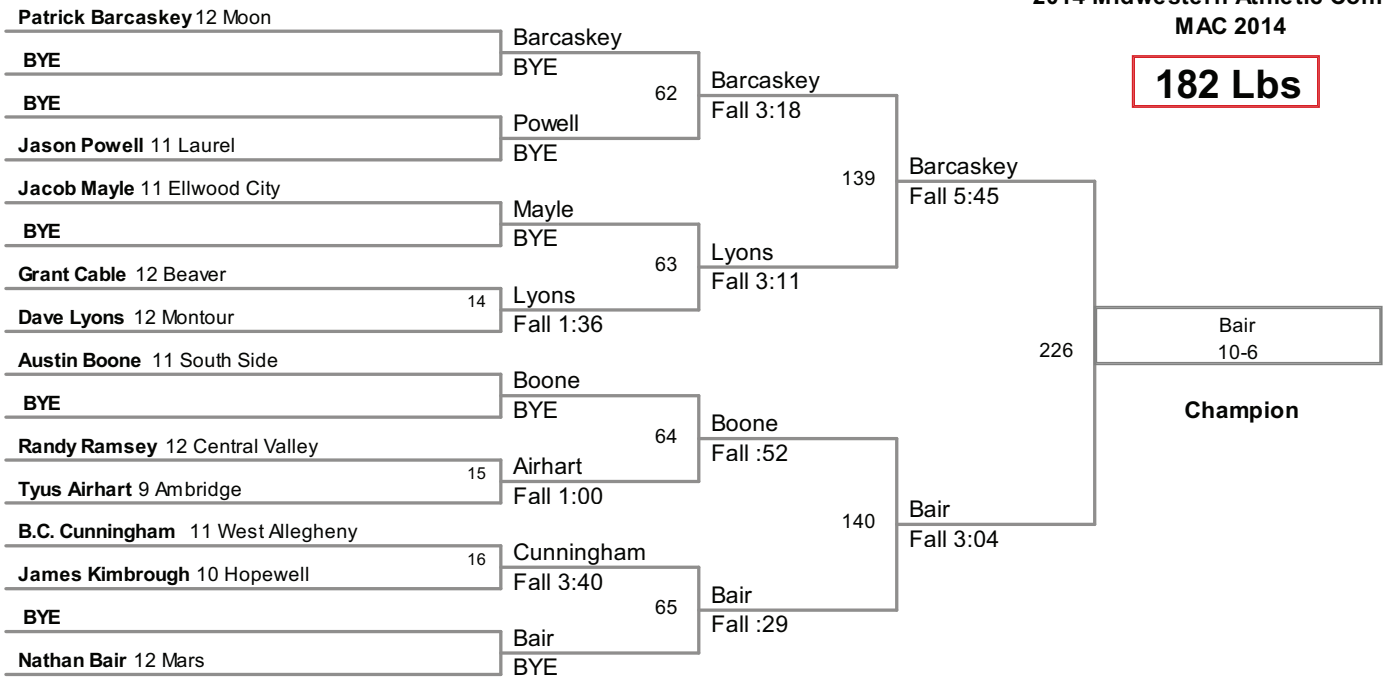 2014 Midwestern Athletic
MAC 2014
182 Lbs
Patrick Barcaskey 12 Moon
BYE
BYE
Jason Powell 11 Laurel
Jacob Mayle 11 Ellwood City
BYE
Grant Cable 12 Beaver
Dave Lyons 12 Montour
Austin Boone 11 South Side
BYE
Randy Ramsey 12 Central Valley
Tyus Airhart 9 Ambridge
B.C. Cunningham 11 West Allegheny
James Kimbrough 10 Hopewell
BYE
Nathan Bair 12 Mars
14
15
16
Barcaskey
BYE
Powell
BYE
Mayle
BYE
Lyons
Fall 1:36
Boone
BYE
Airhart
Fall 1:00
Cunningham
Fall 3:40
Bair
BYE
62
63
64
65
Barcaskey
Fall 3:18
Lyons
Fall 3:11
Boone
Fall :52
Bair
Fall :29
139
140
Barcaskey
Fall 5:45
Bair
Fall 3:04
226
Bair
10-6
Champion